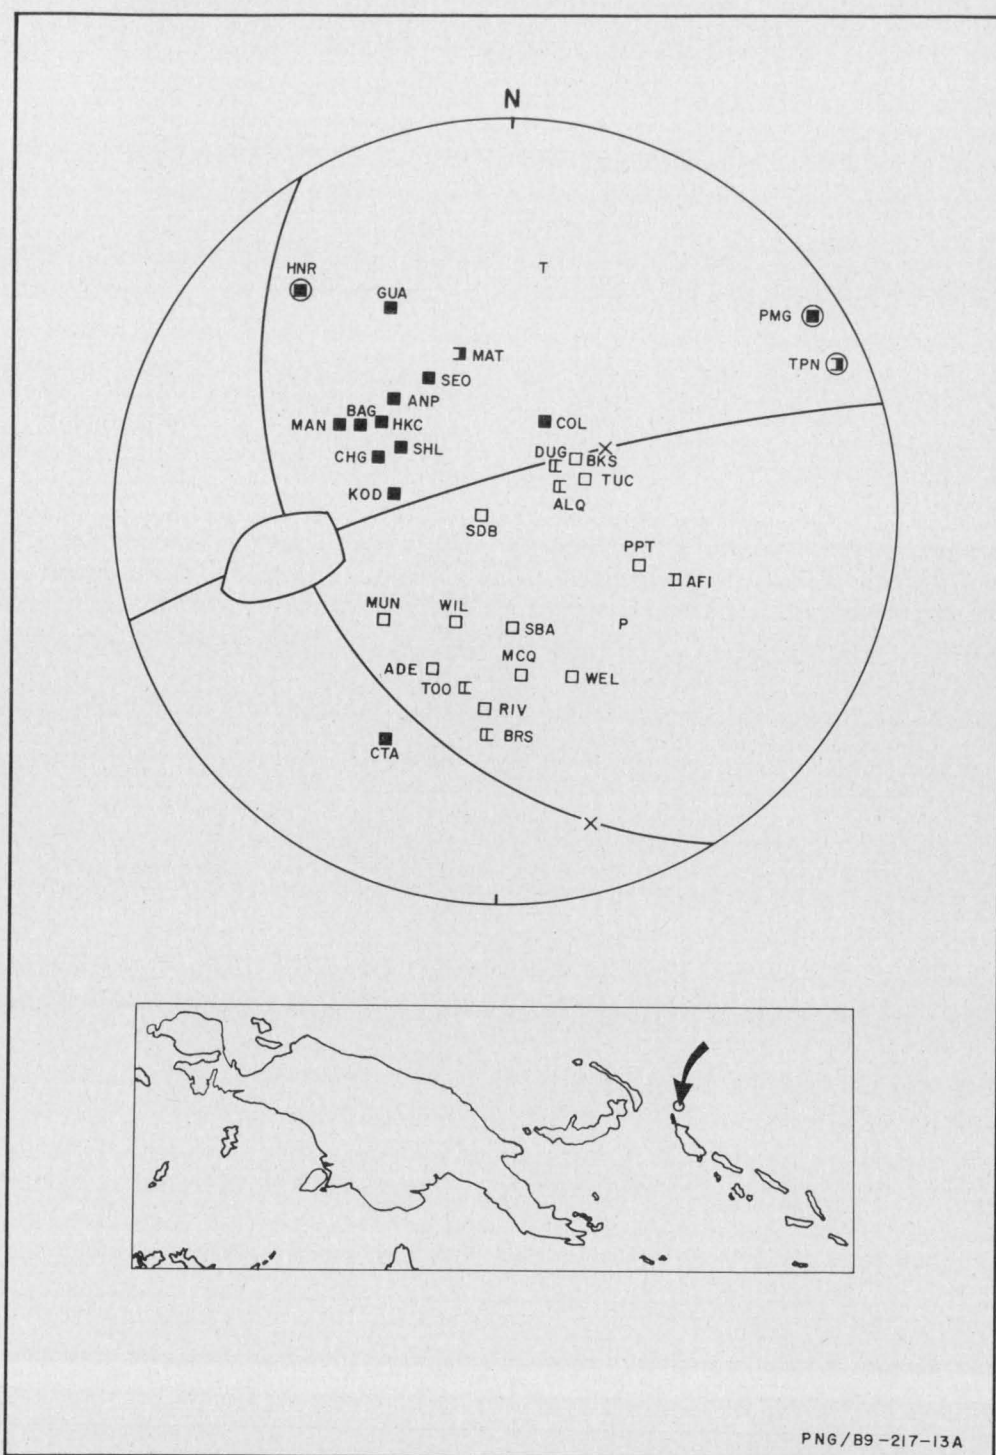 N
T
HNR
GUA
PMG
MAT
TPN
SEO
ANP
BAG
MAN
HKC
COL
SHL
DUG
BKS
CHG
TUC
KOD
ALQ
SDB
PPT
AFI
MUN
WIL
P
SBA
MCQ
ADE
WEL
TOO
RIV
BRS
CTA
PNG/B9-217-13A